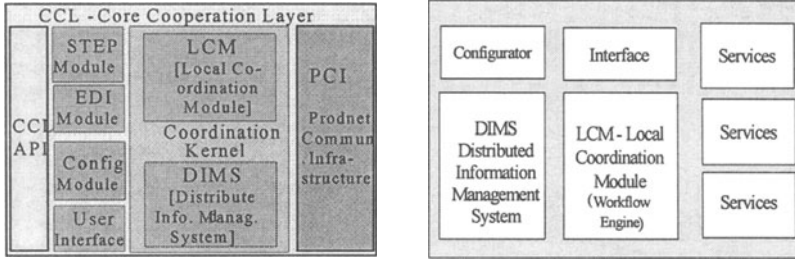 CCL - Core Cooperation Layer
CCL
API
STEP
Module
EDI
Module
Config
Module
User
Interface
LCM
[Local Co-
ordination
Module]
Coordination
Kernel
DIMS
[Distribute
Info. Manag.
System]
PCI
Prodnet
Commun
.Infra-
structure
Configurator
Interface
Services
DIMS
Distributed
Information
Management
System
LCM - Local
Coordination
Module
(Workflow
Engine)
Services
Services